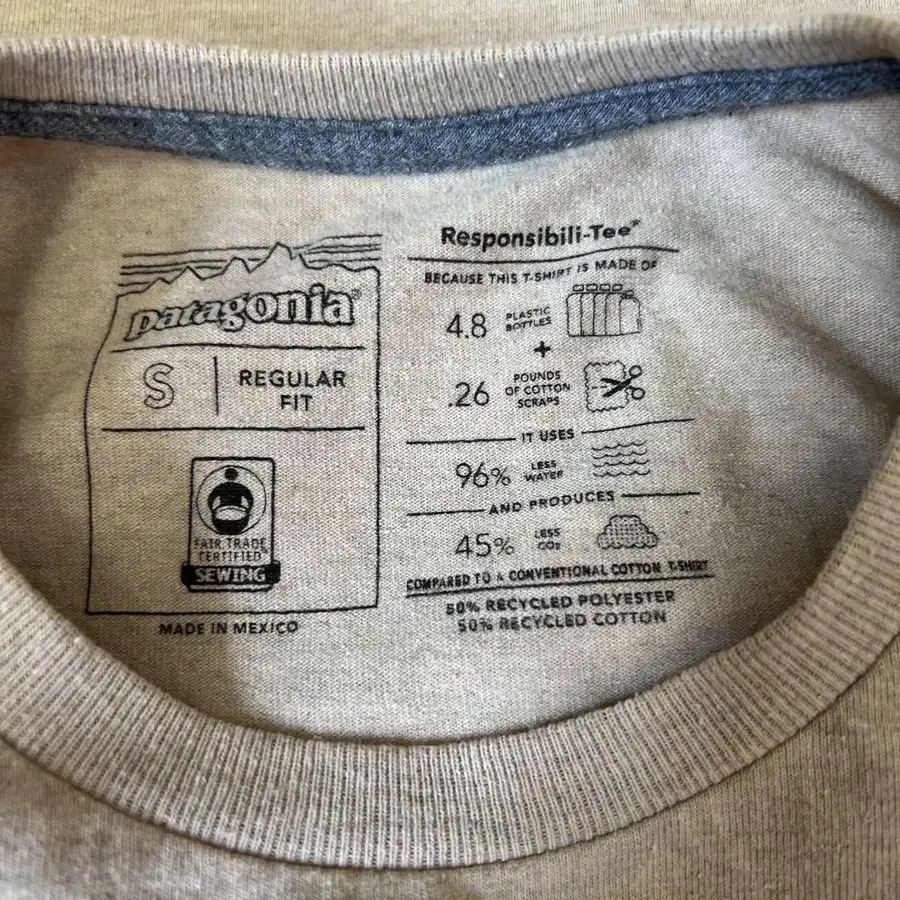 patagonia®
S
REGULAR
FIT
FAIR TRADE
CERTIFIED™
SEWING
MADE IN MEXICO
Responsibili-Tee®
BECAUSE THIS T-SHIRT IS MADE OF
4.8 PLASTIC
BOTTLES
+
.26 POUNDS
OF COTTON
SCRAPS
IT USES
96% LESS
WATER
AND PRODUCES
45% LESS
CO2
COMPARED TO A CONVENTIONAL COTTON T-SHIRT
50% RECYCLED POLYESTER
50% RECYCLED COTTON